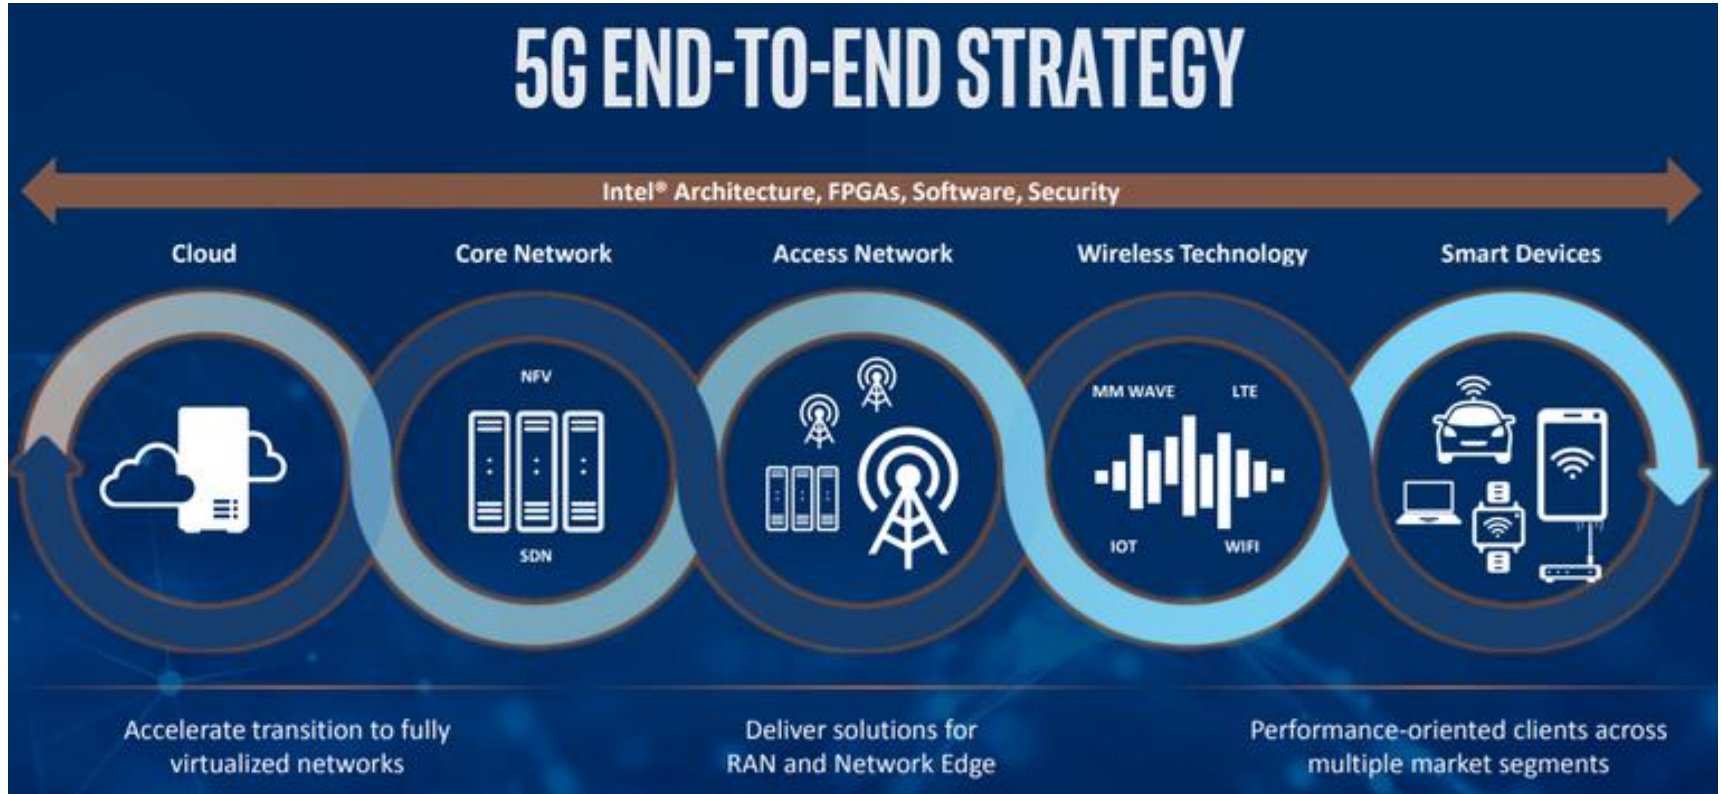 5G END-TO-END STRATEGY
Intel® Architecture, FPGAs, Software, Security
Cloud
Core Network
Access Network
Wireless Technology
Smart Devices
NFV
SDN
MM WAVE
LTE
IOT
WIFI
Accelerate transition to fully
virtualized networks
Deliver solutions for
RAN and Network Edge
Performance-oriented clients across
multiple market segments